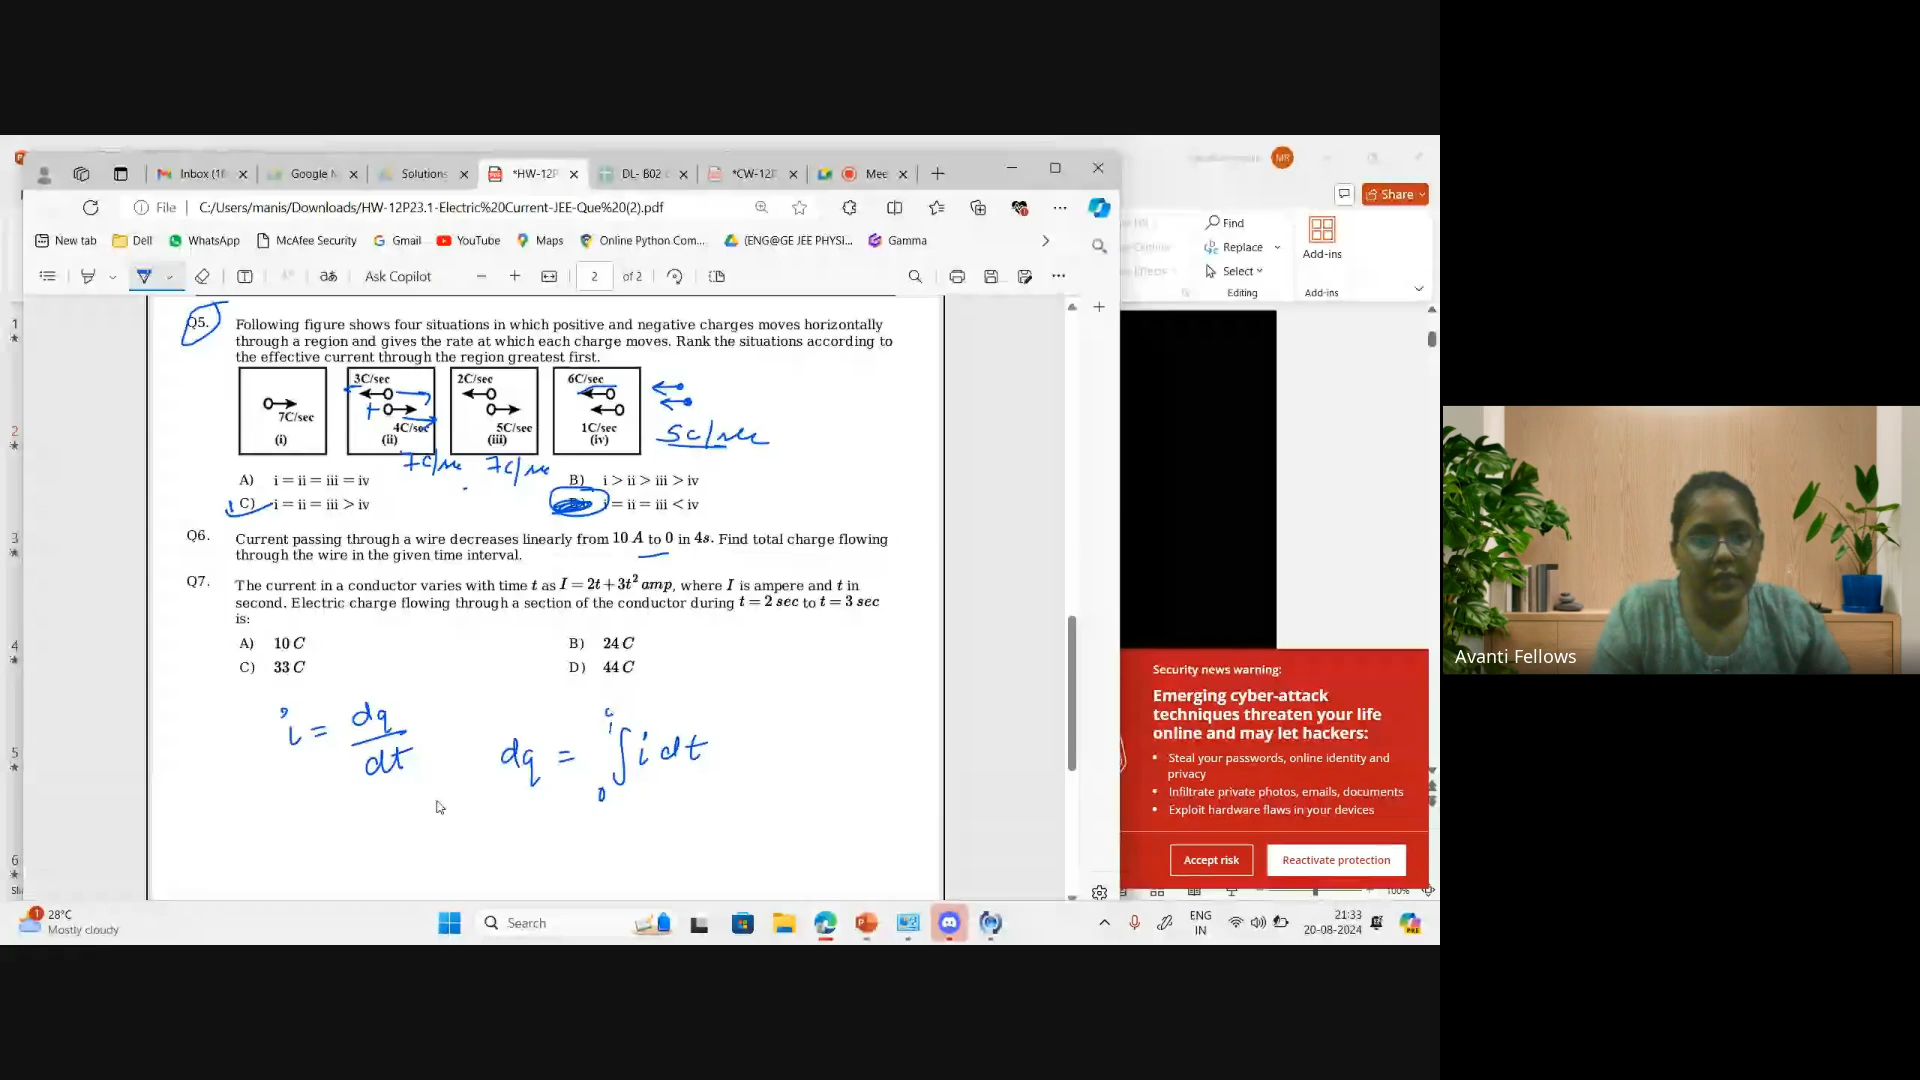 Inbox (1
Google M
Solutions
*HW-12P
DL- B02
*CW-12P
Mee
File
C:/Users/manis/Downloads/HW-12P23.1-Electric%20Current-JEE-Que%20(2).pdf
New tab
Dell
WhatsApp
McAfee Security
Gmail
YouTube
Maps
Online Python Com...
(ENG@GE JEE PHYSI...
Gamma
Ask Copilot
2
of 2
MR
Share
Find
Replace
Select
Editing
Add-ins
Add-ins
1
2
3
4
5
6
Q5.
Following figure shows four situations in which positive and negative charges moves horizontally
through a region and gives the rate at which each charge moves. Rank the situations according to
the effective current through the region greatest first.
7C/sec
(i)
3C/sec
+
4C/sec
(ii)
2C/sec
5C/sec
(iii)
6C/sec
1C/sec
(iv)
5C/sec
7C/sec
7C/sec
A) i = ii = iii = iv
B) i > ii > iii > iv
C) i = ii = iii > iv
i = ii = iii < iv
Q6. Current passing through a wire decreases linearly from 10 A to 0 in 4s. Find total charge flowing
through the wire in the given time interval.
Q7. The current in a conductor varies with time t as I = 2t + 3t² amp, where I is ampere and t in
second. Electric charge flowing through a section of the conductor during t = 2 sec to t = 3 sec
is:
A) 10 C
B) 24 C
C) 33 C
D) 44 C
i = dq/dt
dq = ∫ i dt
0
Security news warning:
Emerging cyber-attack
techniques threaten your life
online and may let hackers:
• Steal your passwords, online identity and
privacy
• Infiltrate private photos, emails, documents
• Exploit hardware flaws in your devices
Accept risk
Reactivate protection
100%
Avanti Fellows
1
28°C
Mostly cloudy
Search
ENG
IN
21:33
20-08-2024